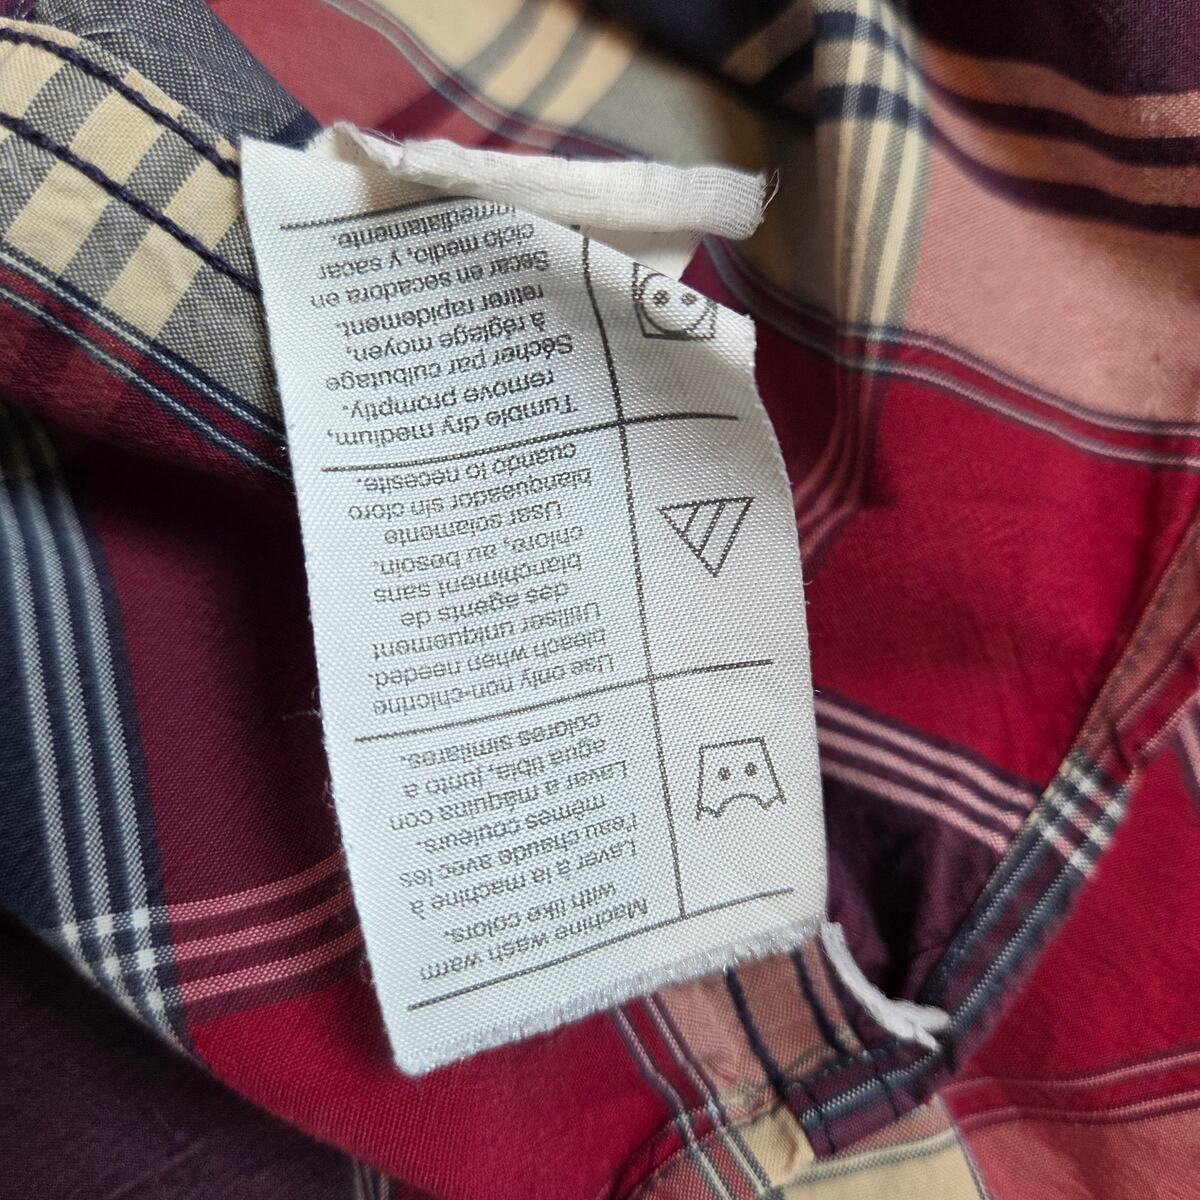 Machine wash warm
with like colors.
Laver à la machine à
l'eau chaude avec les
mêmes couleurs.
Lavar a máquina con
agua tibia, junto a
colores similares.
Use only non-chlorine
bleach when needed.
Utiliser uniquement
des agents de
blanchiment sans
chlore, au besoin.
Usar solamente
blanqueador sin cloro
cuando lo necesite.
Tumble dry medium,
remove promptly.
Sécher par culbutage
à réglage moyen,
retirer rapidement.
Secar en secadora en
ciclo medio, y sacar
inmediatamente.